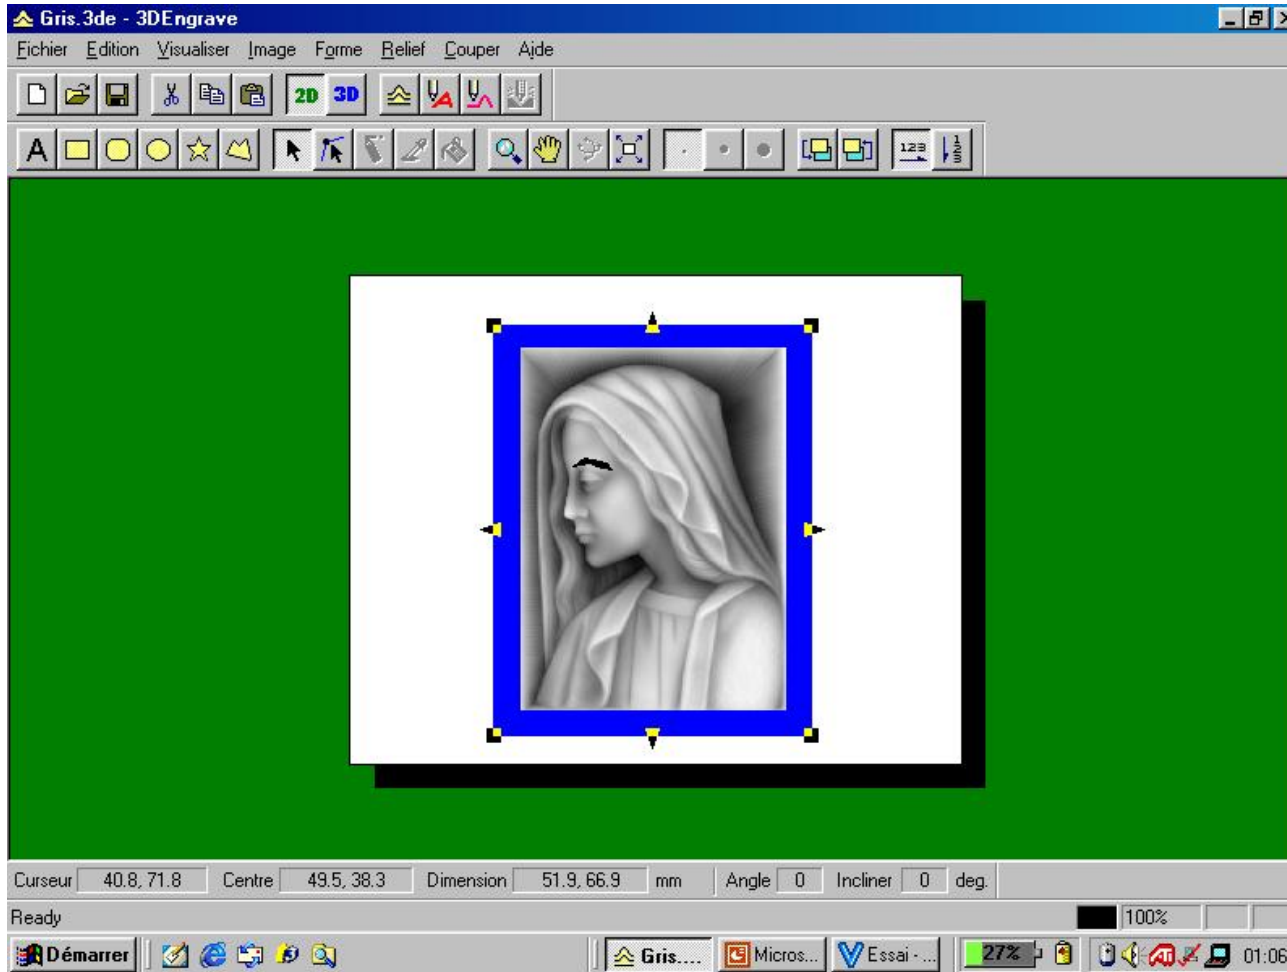 Gris.3de - 3DEngrave
Fichier Edition Visualiser Image Forme Relief Couper Aide
2D 3D A
A 123 123
Curseur 40.8, 71.8 Centre 49.5, 38.3 Dimension 51.9, 66.9 mm Angle 0 Incliner 0 deg.
Ready 100%
Démarrer Gris.... Micros... Essai - ... 27% 01:06